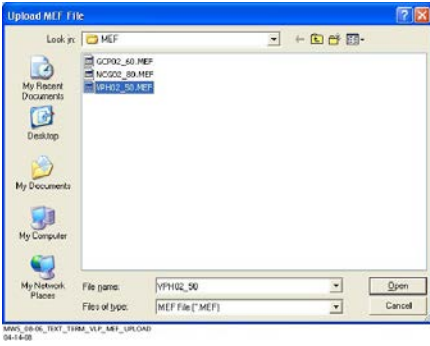 Upload MEF File
Look in: MEF
GCP02_60.MEF
NCG02_80.MEF
VPH02_50.MEF
My Recent
Documents
Desktop
My Documents
My Computer
My Network
Places
File name: VPH02_50 Open
Files of type: MEF File (*.MEF) Cancel
MWS_08-06_TEXT_TERM_VLP_MEF_UPLOAD
04-14-08